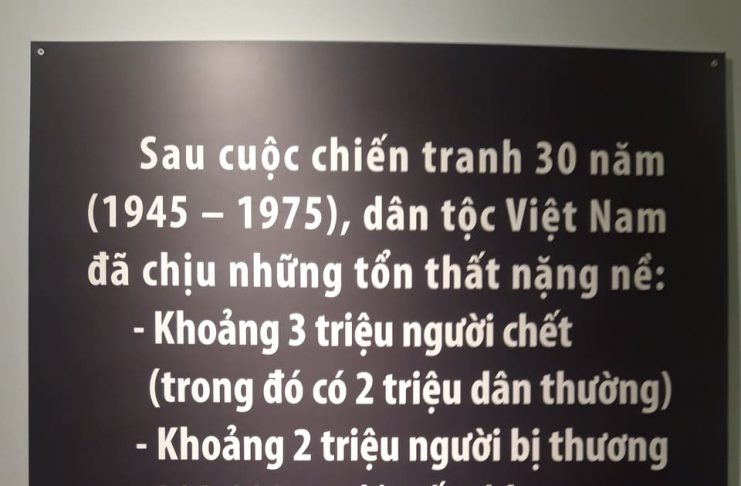 Sau cuộc chiến tranh 30 năm
(1945 – 1975), dân tộc Việt Nam
đã chịu những tổn thất nặng nề:
- Khoảng 3 triệu người chết
(trong đó có 2 triệu dân thường)
- Khoảng 2 triệu người bị thương